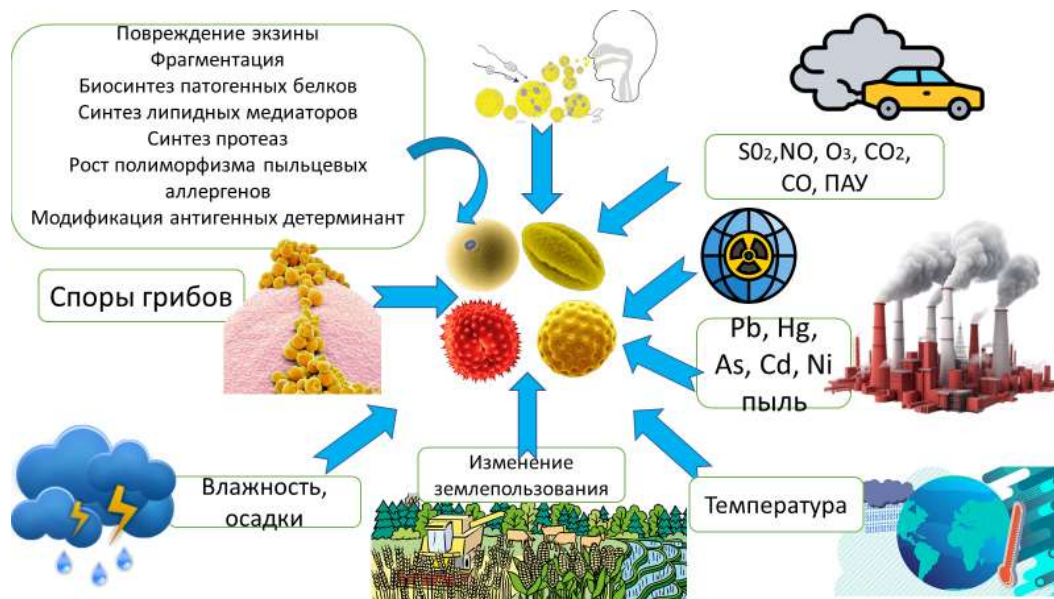 Повреждение экзины
Фрагментация
Биосинтез патогенных белков
Синтез липидных медиаторов
Синтез протеаз
Рост полиморфизма пыльцевых
аллергенов
Модификация антигенных детерминант
S0₂,NO, O₃, CO₂,
CO, ПАУ
Споры грибов
Pb, Hg,
As, Cd, Ni
пыль
Влажность,
осадки
Изменение
землепользования
Температура